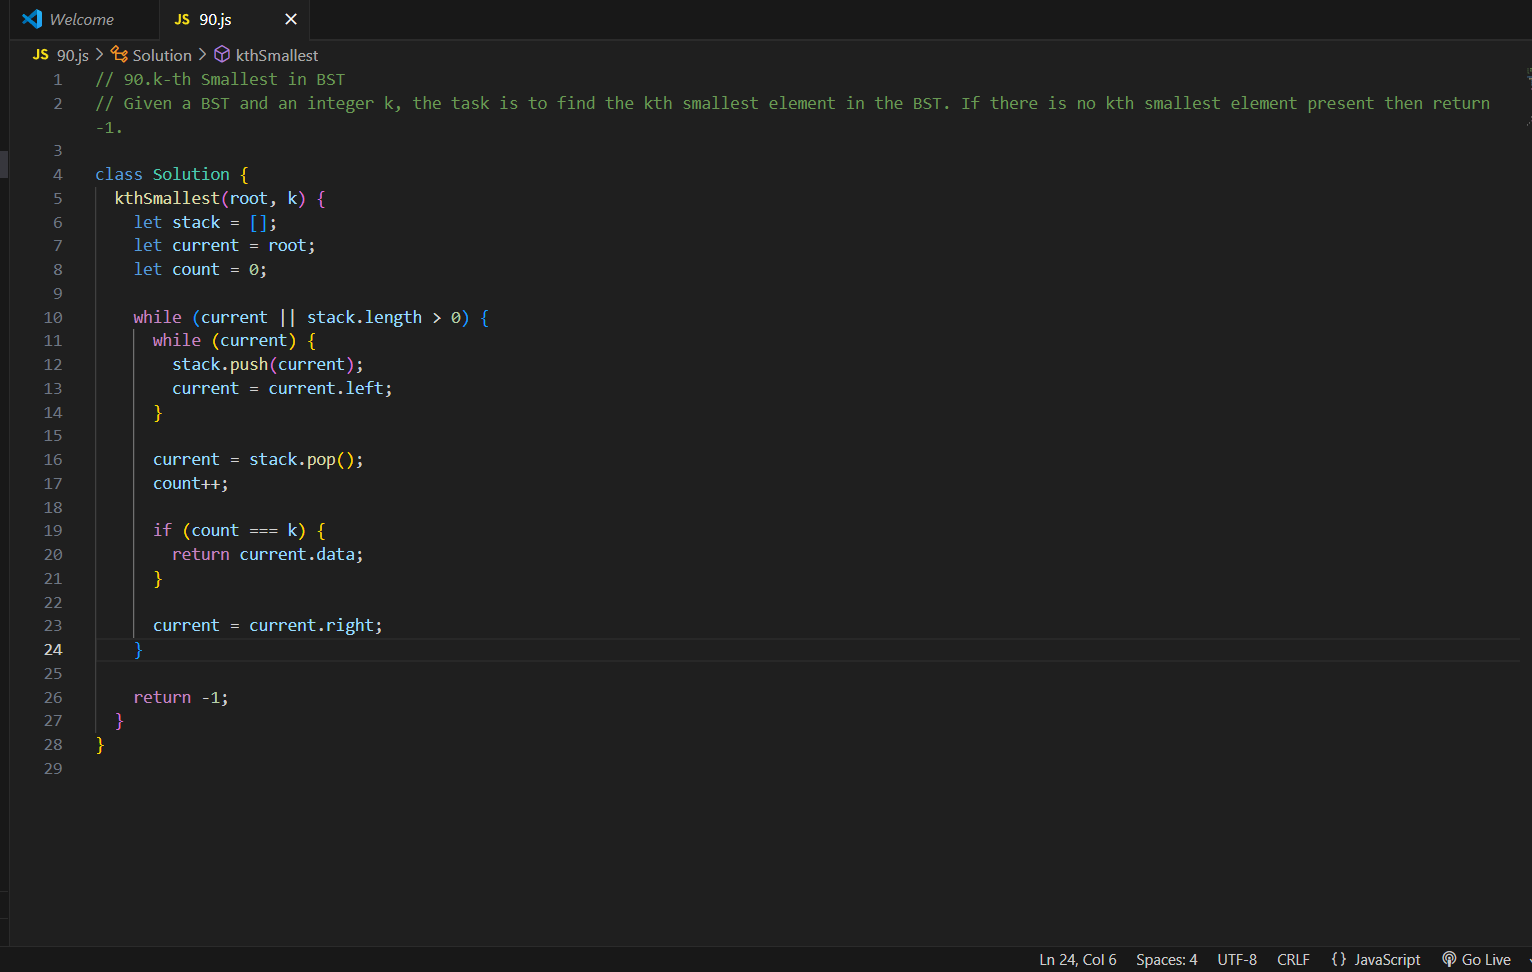 Welcome
JS 90.js
JS 90.js > Solution > kthSmallest
1 // 90.k-th Smallest in BST
2 // Given a BST and an integer k, the task is to find the kth smallest element in the BST. If there is no kth smallest element present then return
-1.
3
4 class Solution {
5 kthSmallest(root, k) {
6 let stack = [];
7 let current = root;
8 let count = 0;
9
10 while (current || stack.length > 0) {
11 while (current) {
12 stack.push(current);
13 current = current.left;
14 }
15
16 current = stack.pop();
17 count++;
18
19 if (count === k) {
20 return current.data;
21 }
22
23 current = current.right;
24 }
25
26 return -1;
27 }
28 }
29
Ln 24, Col 6 Spaces: 4 UTF-8 CRLF {} JavaScript Go Live